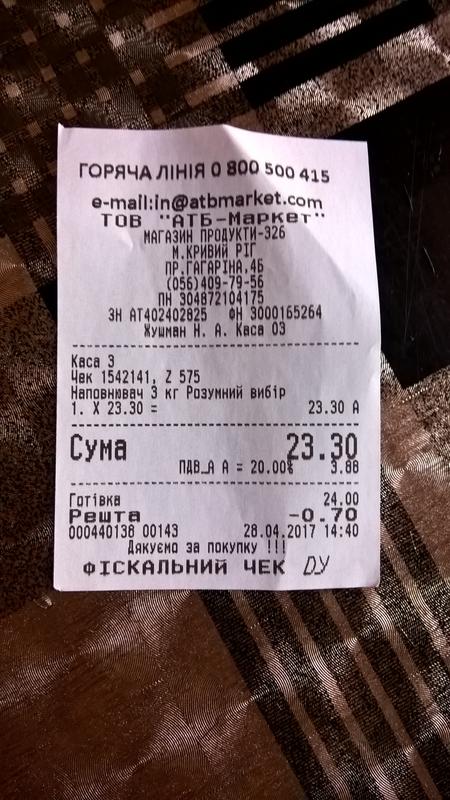 ГОРЯЧА ЛІНІЯ 0 800 500 415
e-mail:in@atbmarket.com
ТОВ "АТБ-Маркет"
МАГАЗИН ПРОДУКТИ-326
М.КРИВИЙ РІГ
ПР.ГАГАРІНА,4Б
(056)409-79-56
ПН 304872104175
ЗН АТ402402825 ФН 3000165264
Жушман Н. А. Каса 03
Каса 3
Чек 1542141, Z 575
Наповнювач 3 кг Розумний вибір
1. X 23.30 = 23.30 А
Сума 23.30
ПДВ_А А = 20.00% 3.88
Готівка 24.00
Решта -0.70
000440138 00143 28.04.2017 14:40
Дякуємо за покупку !!!
ФІСКАЛЬНИЙ ЧЕК